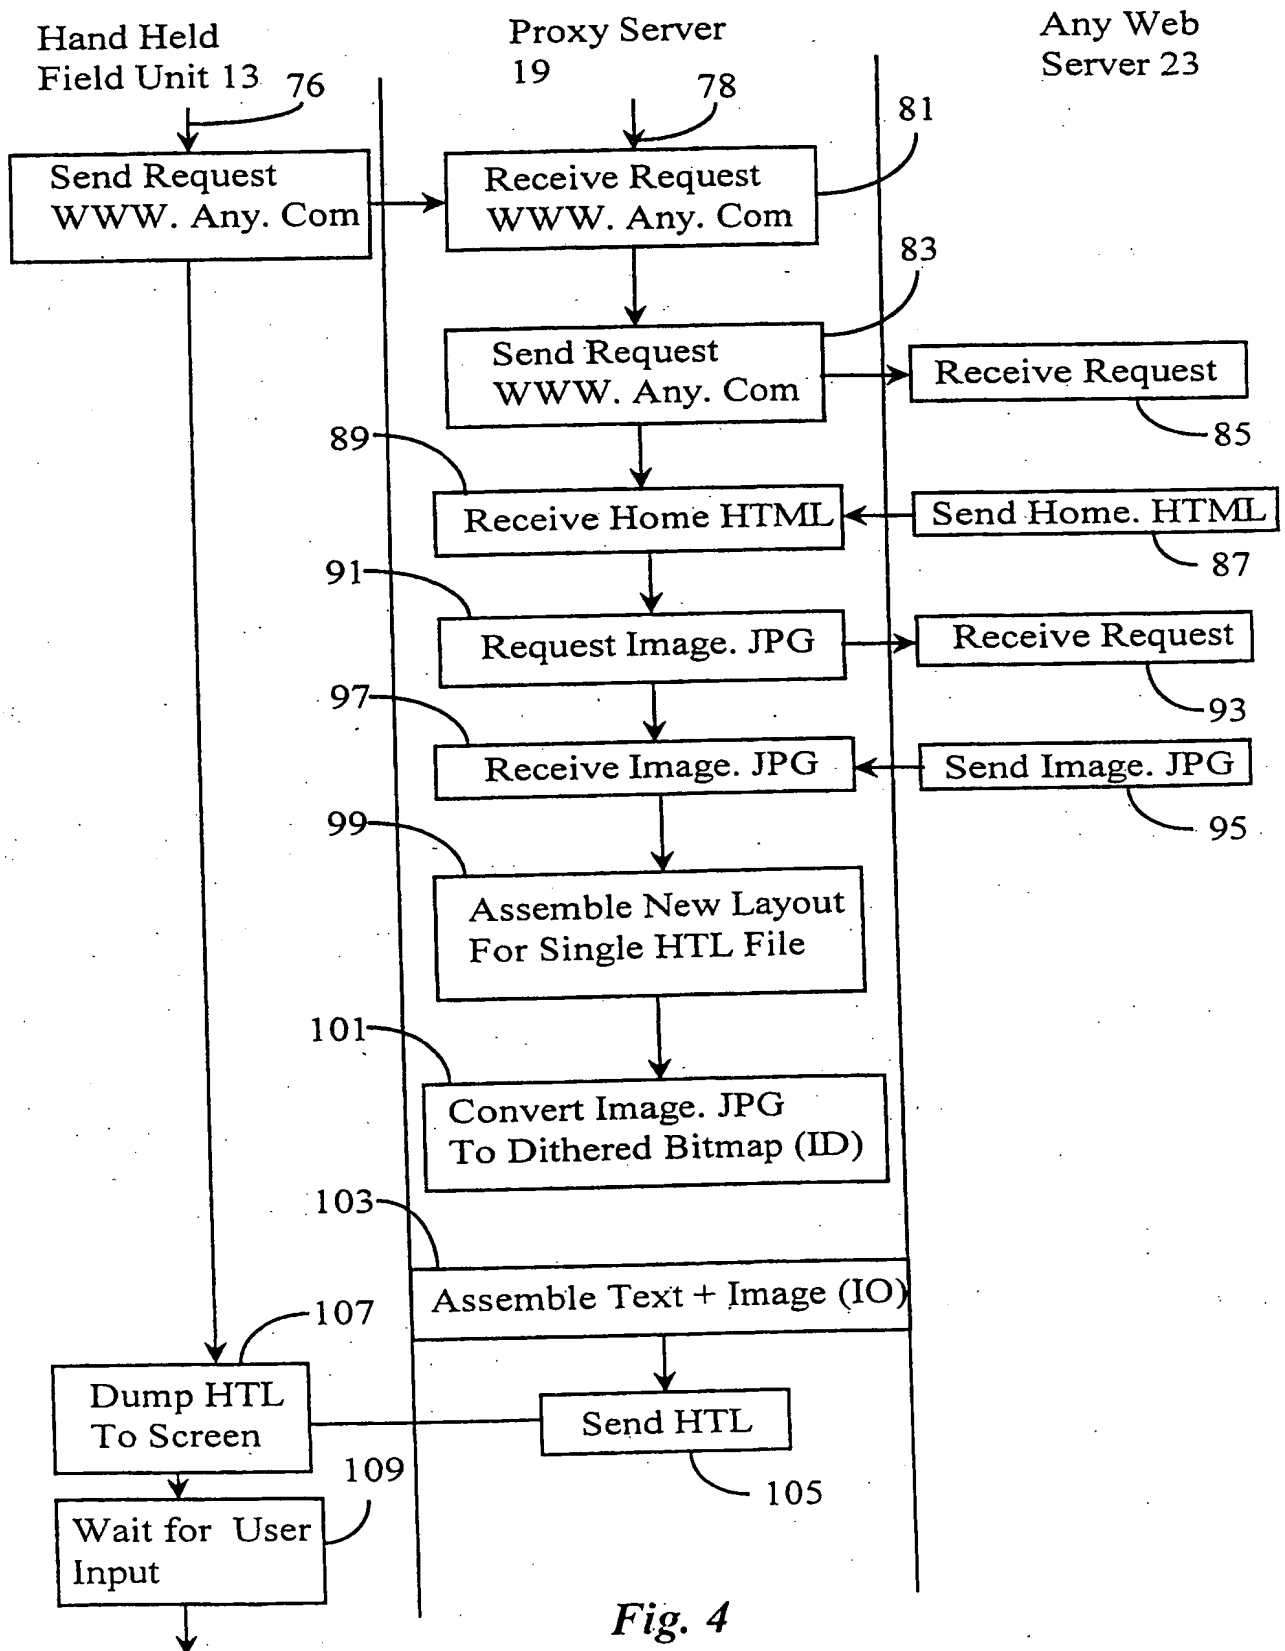 Hand Held
Field Unit 13
76
Proxy Server
19
78
Any Web
Server 23
81
Send Request
WWW. Any. Com
Receive Request
WWW. Any. Com
83
Send Request
WWW. Any. Com
Receive Request
85
89
Receive Home HTML
Send Home. HTML
87
91
Request Image. JPG
Receive Request
93
97
Receive Image. JPG
Send Image. JPG
95
99
Assemble New Layout
For Single HTL File
101
Convert Image. JPG
To Dithered Bitmap (ID)
103
Assemble Text + Image (IO)
107
Dump HTL
To Screen
Send HTL
105
109
Wait for User
Input
Fig. 4